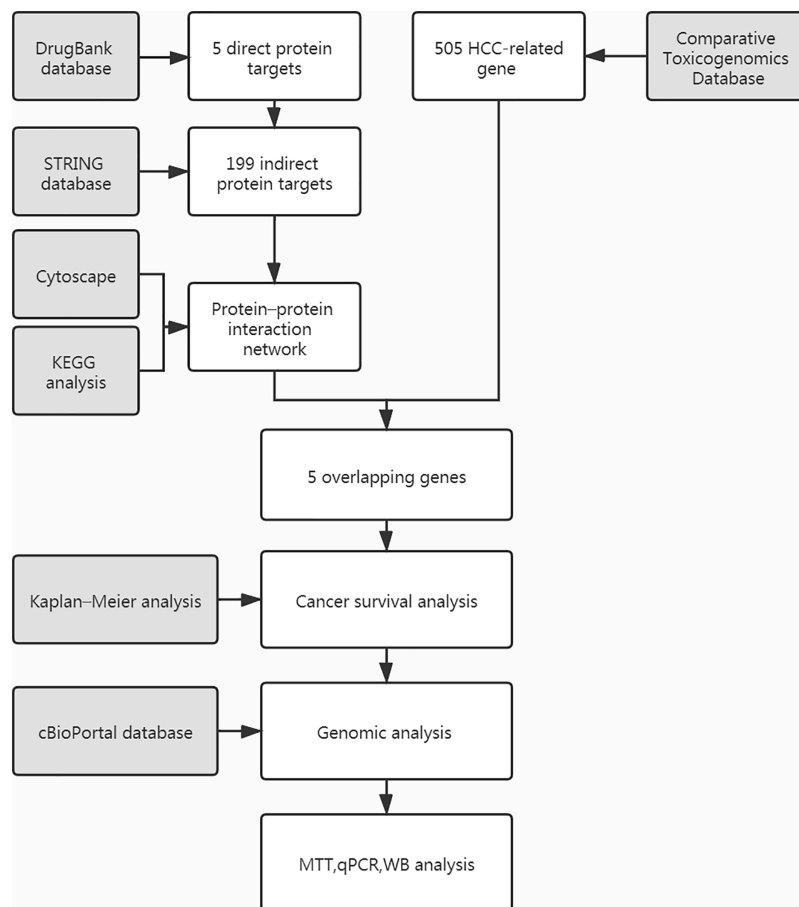 DrugBank
database
5 direct protein
targets
505 HCC-related
gene
Comparative
Toxicogenomics
Database
STRING
database
199 indirect
protein targets
Cytoscape
KEGG
analysis
Protein–protein
interaction
network
5 overlapping genes
Kaplan–Meier analysis
Cancer survival analysis
cBioPortal database
Genomic analysis
MTT,qPCR,WB analysis